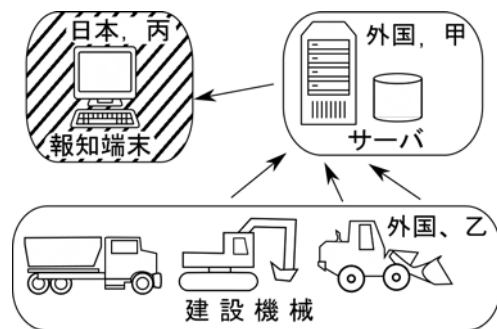 日本，丙
報知端末
外国，甲
サーバ
外国、乙
建設機械